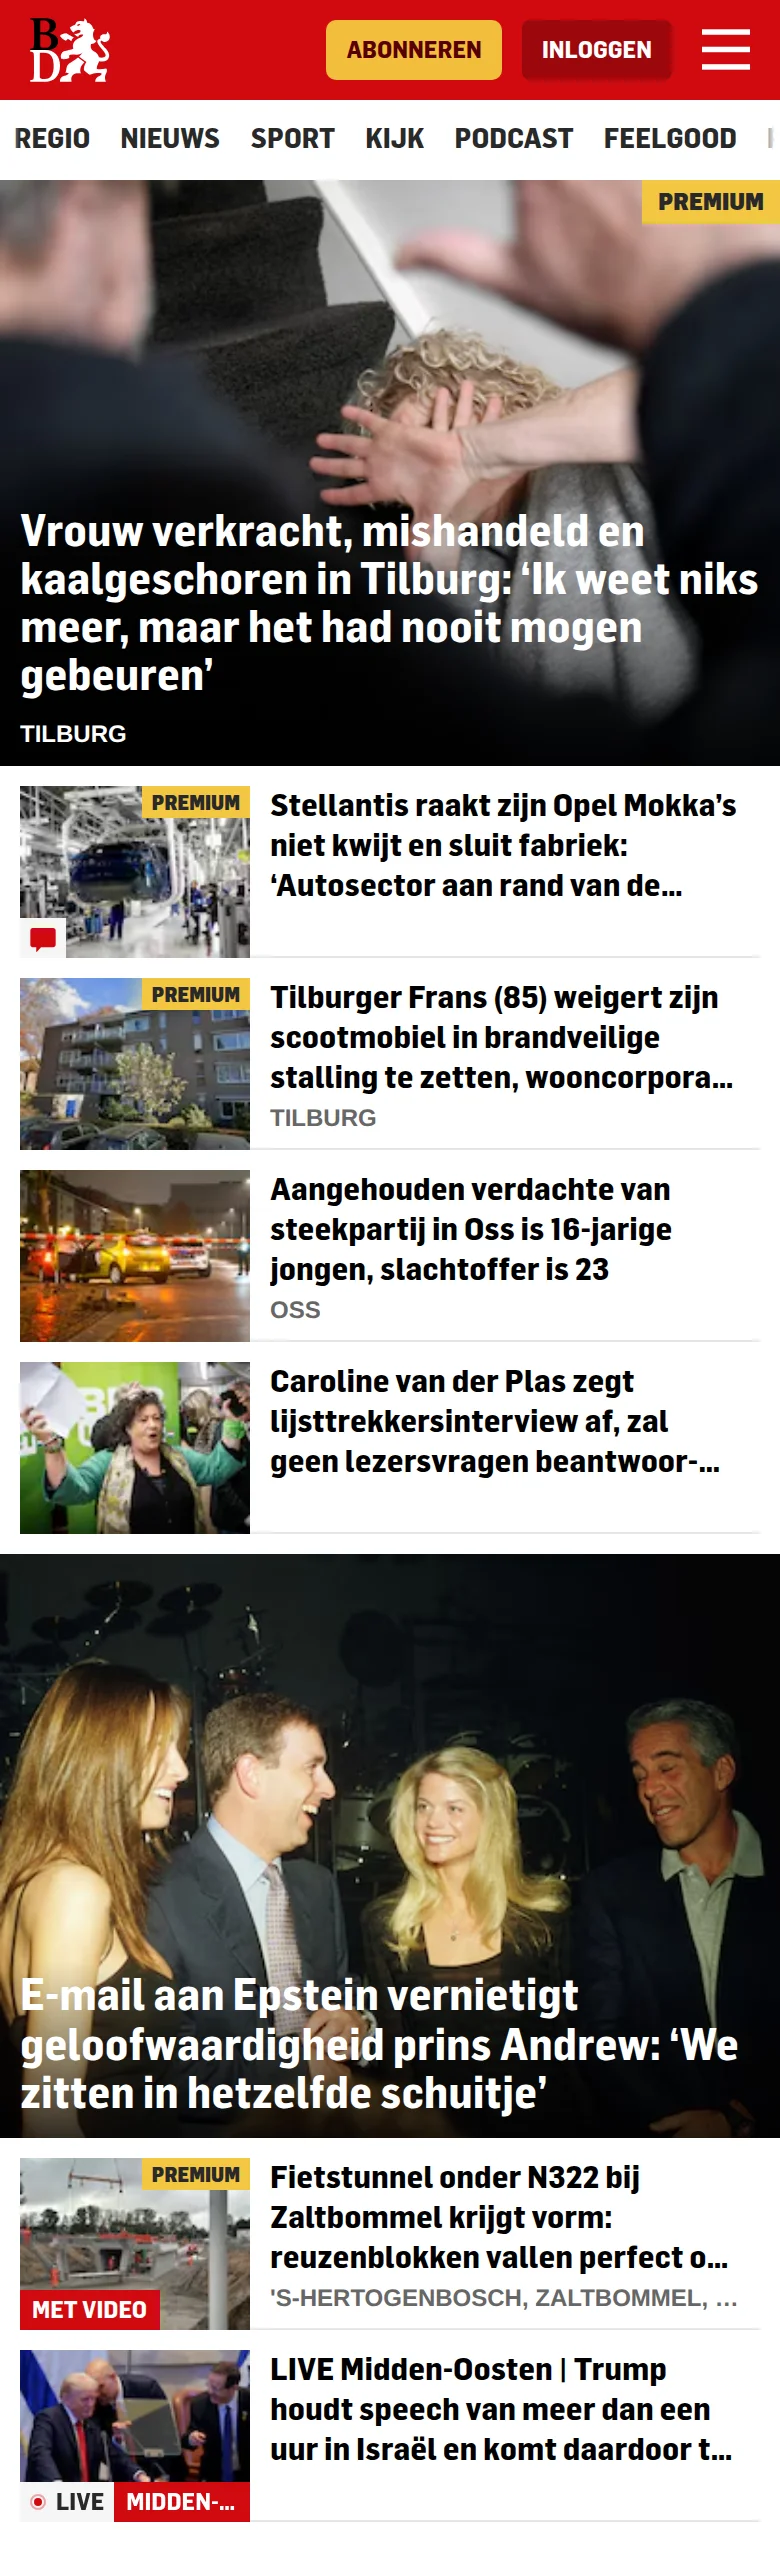 BD
ABONNEREN
INLOGGEN
REGIO NIEUWS SPORT KIJK PODCAST FEELGOOD
PREMIUM
Vrouw verkracht, mishandeld en
kaalgeschoren in Tilburg: ‘Ik weet niks
meer, maar het had nooit mogen
gebeuren’
TILBURG
PREMIUM
Stellantis raakt zijn Opel Mokka’s
niet kwijt en sluit fabriek:
‘Autosector aan rand van de...
PREMIUM
Tilburger Frans (85) weigert zijn
scootmobiel in brandveilige
stalling te zetten, wooncorpora...
TILBURG
Aangehouden verdachte van
steekpartij in Oss is 16-jarige
jongen, slachtoffer is 23
OSS
Caroline van der Plas zegt
lijsttrekkersinterview af, zal
geen lezersvragen beantwoor-...
E-mail aan Epstein vernietigt
geloofwaardigheid prins Andrew: ‘We
zitten in hetzelfde schuitje’
PREMIUM
MET VIDEO
Fietstunnel onder N322 bij
Zaltbommel krijgt vorm:
reuzenblokken vallen perfect o...
'S-HERTOGENBOSCH, ZALTBOMMEL, ...
LIVE MIDDEN-...
LIVE Midden-Oosten | Trump
houdt speech van meer dan een
uur in Israël en komt daardoor t...